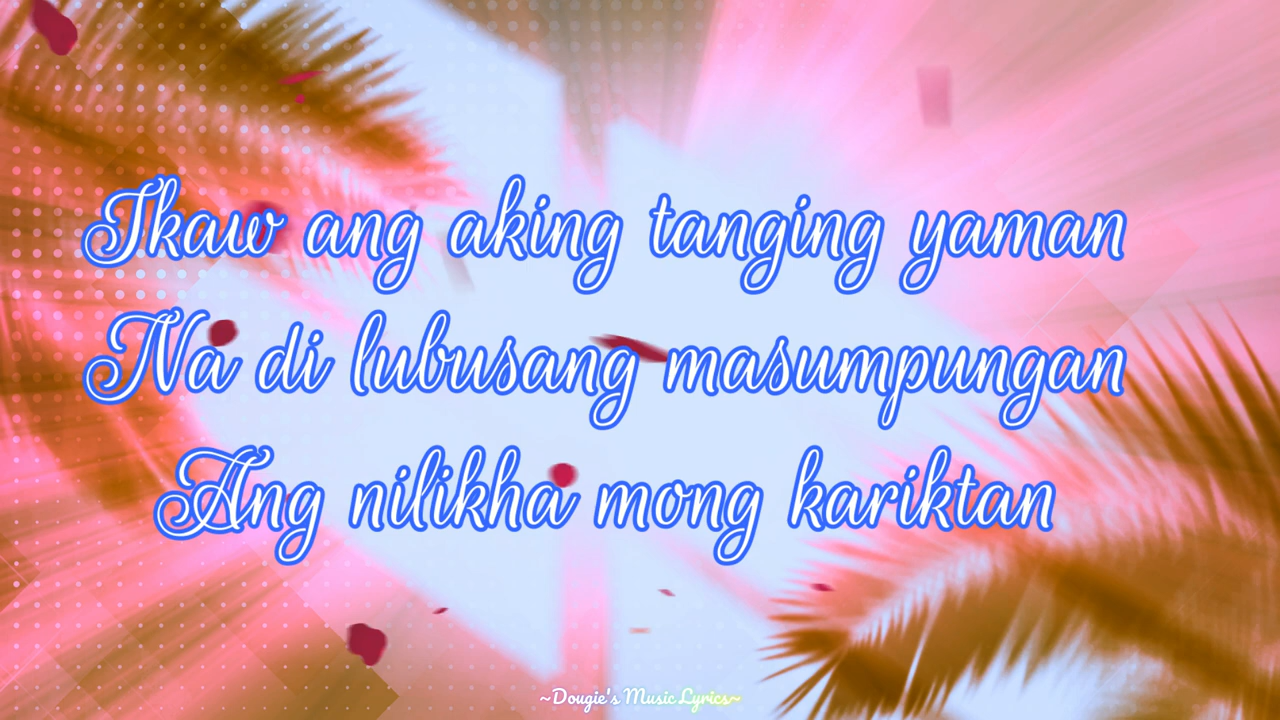 Ikaw ang aking tanging yaman
Na di lubusang masumpungan
Ang nilikha mong kariktan
~Dougie's Music Lyrics~